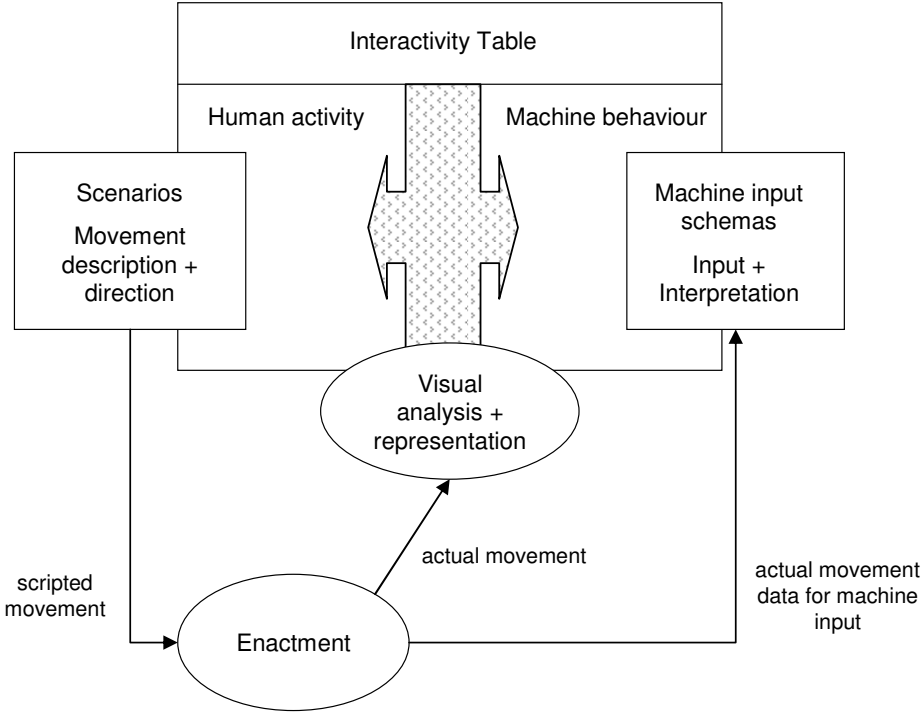 Interactivity Table
Human activity
Machine behaviour
Scenarios
Movement
description +
direction
Machine input
schemas
Input +
Interpretation
Visual
analysis +
representation
actual movement
scripted
movement
actual movement
data for machine
input
Enactment